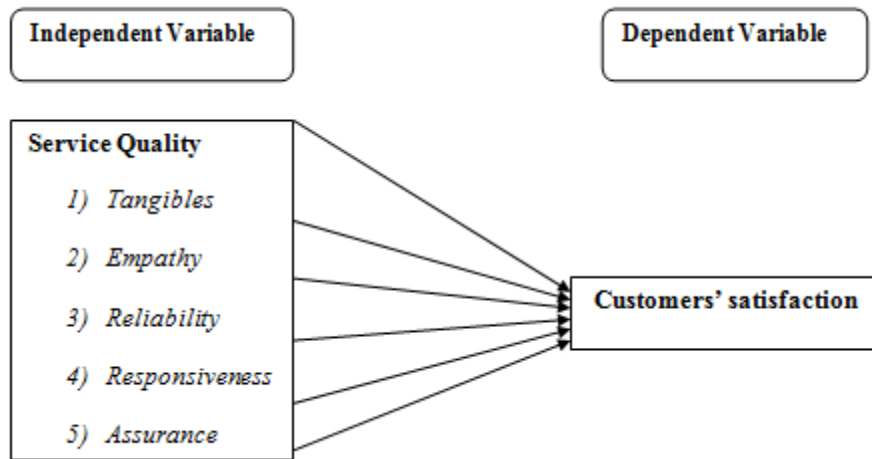 Independent Variable
Dependent Variable
Service Quality
1) Tangibles
2) Empathy
3) Reliability
4) Responsiveness
5) Assurance
Customers’ satisfaction